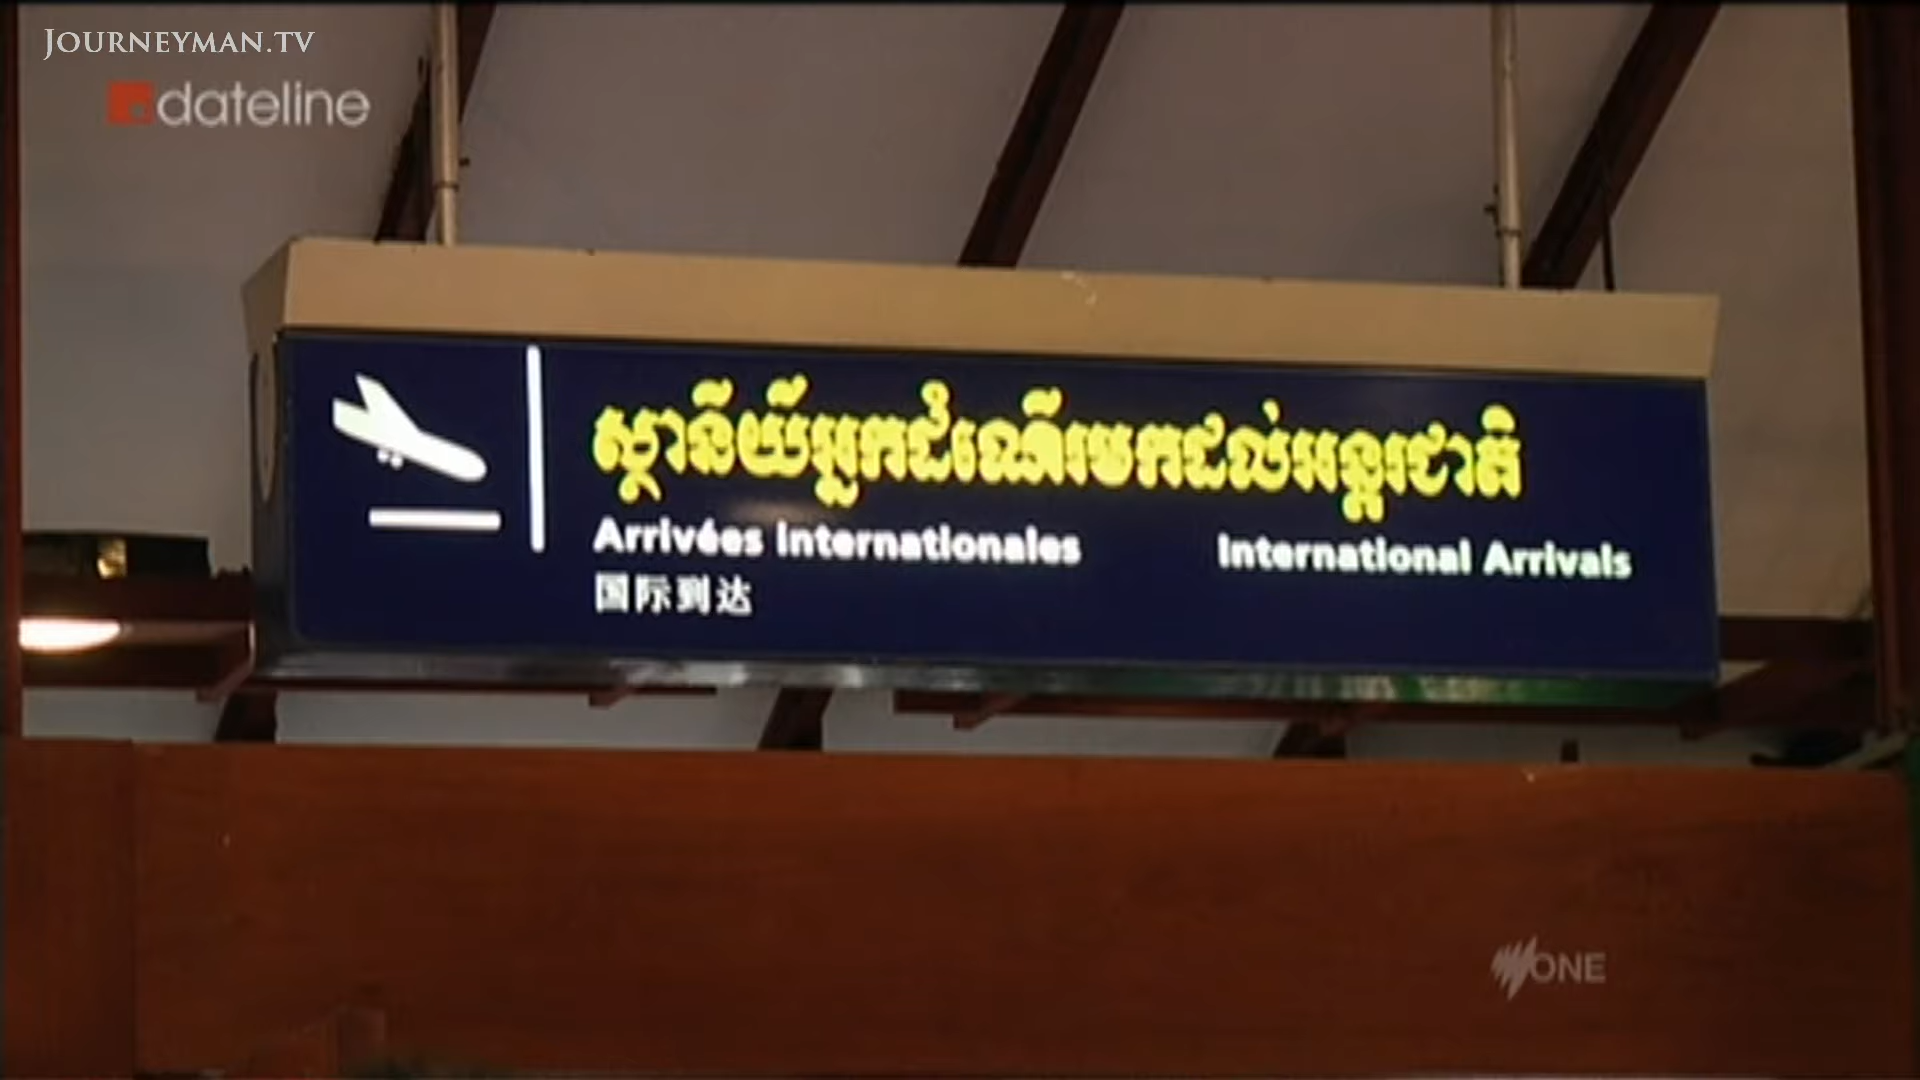 JOURNEYMAN.TV
dateline
ស្ថានីយ៍អ្នកដំណើរមកដល់អន្តរជាតិ
Arrivées Internationales International Arrivals
国际到达
ONE